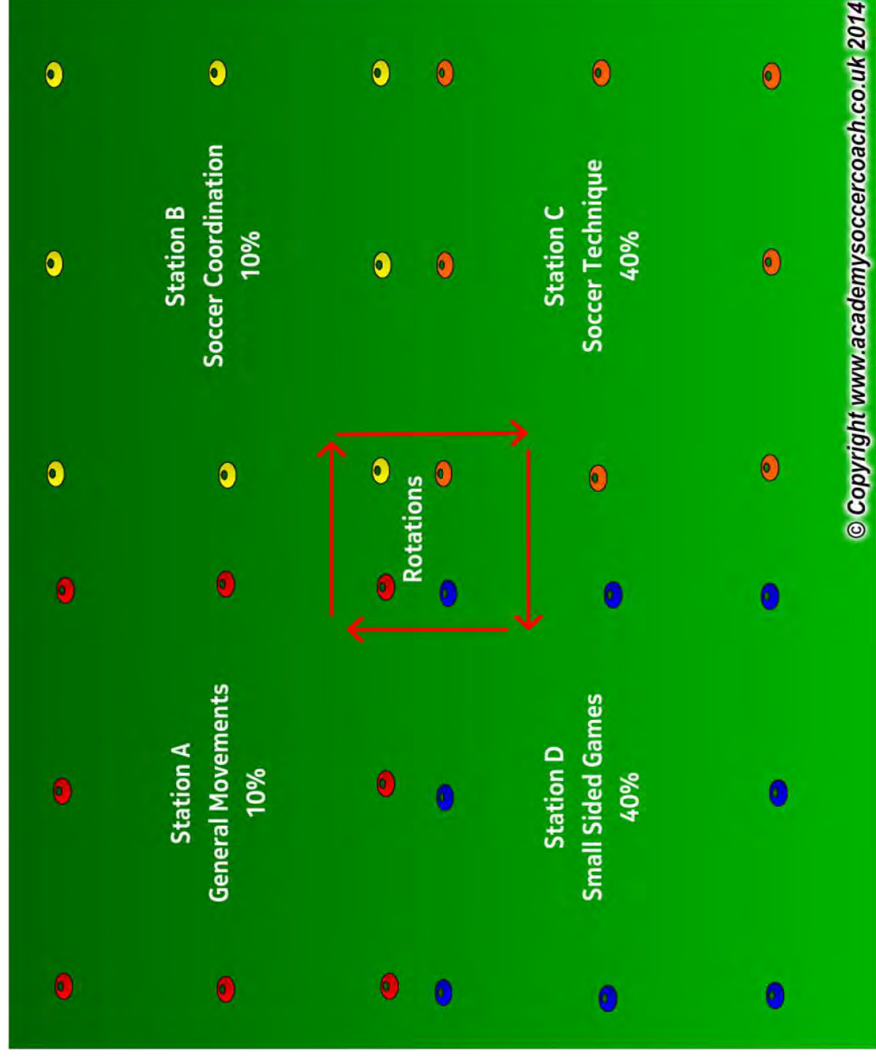 Station A
General Movements
10%
Station B
Soccer Coordination
10%
Rotations
Station D
Small Sided Games
40%
Station C
Soccer Technique
40%
© Copyright www.academysoccercoach.co.uk 2014